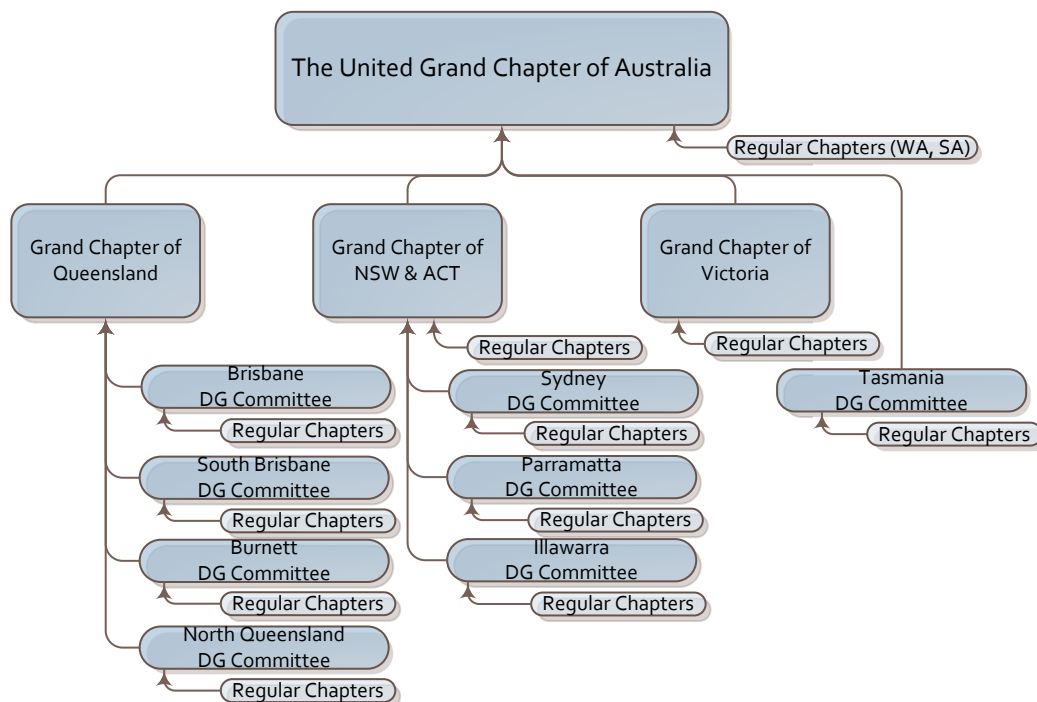 The United Grand Chapter of Australia
Regular Chapters (WA, SA)
Grand Chapter of
Queensland
Grand Chapter of
NSW & ACT
Grand Chapter of
Victoria
Regular Chapters
Regular Chapters
Brisbane
DG Committee
Regular Chapters
Sydney
DG Committee
Regular Chapters
Tasmania
DG Committee
Regular Chapters
South Brisbane
DG Committee
Regular Chapters
Parramatta
DG Committee
Regular Chapters
Burnett
DG Committee
Regular Chapters
Illawarra
DG Committee
Regular Chapters
North Queensland
DG Committee
Regular Chapters